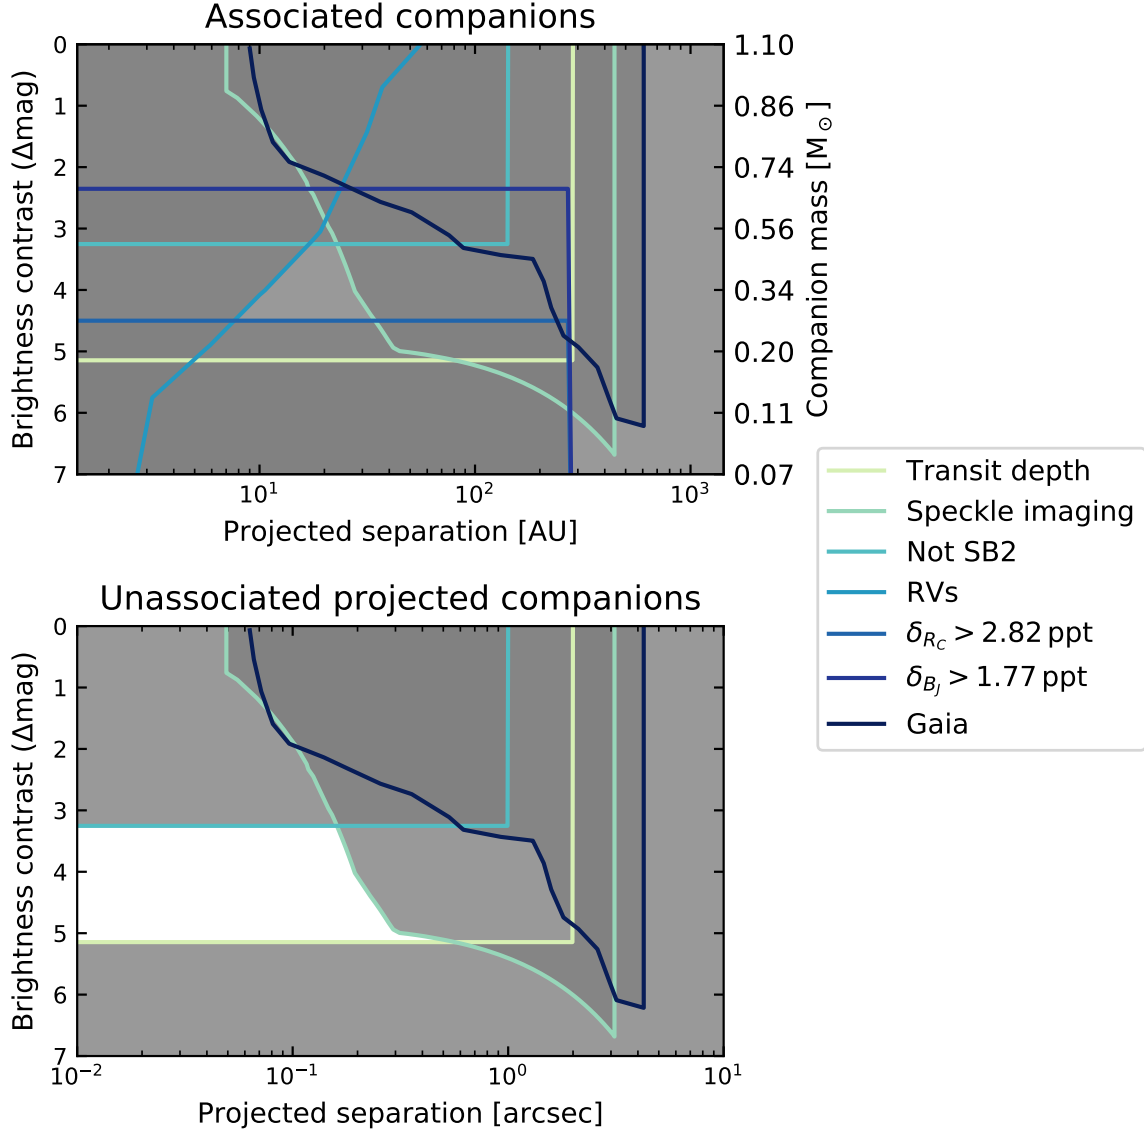 Associated companions
0
1
2
3
4
5
6
7
Brightness contrast (Δmag)
1.10
0.86
0.74
0.56
0.34
0.20
0.11
0.07
Companion mass [M⊙]
10¹
10²
10³
Projected separation [AU]
Transit depth
Speckle imaging
Not SB2
RVs
δ_{R_C} > 2.82 ppt
δ_{B_J} > 1.77 ppt
Gaia
Unassociated projected companions
0
1
2
3
4
5
6
7
Brightness contrast (Δmag)
10⁻²
10⁻¹
10⁰
10¹
Projected separation [arcsec]